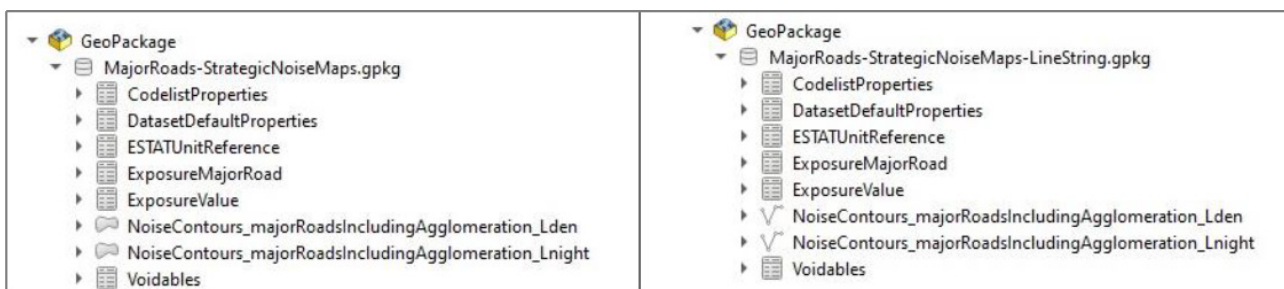 GeoPackage
MajorRoads-StrategicNoiseMaps.gpkg
CodelistProperties
DatasetDefaultProperties
ESTATUnitReference
ExposureMajorRoad
ExposureValue
NoiseContours_majorRoadsIncludingAgglomeration_Lden
NoiseContours_majorRoadsIncludingAgglomeration_Lnight
Voidables
GeoPackage
MajorRoads-StrategicNoiseMaps-LineString.gpkg
CodelistProperties
DatasetDefaultProperties
ESTATUnitReference
ExposureMajorRoad
ExposureValue
NoiseContours_majorRoadsIncludingAgglomeration_Lden
NoiseContours_majorRoadsIncludingAgglomeration_Lnight
Voidables